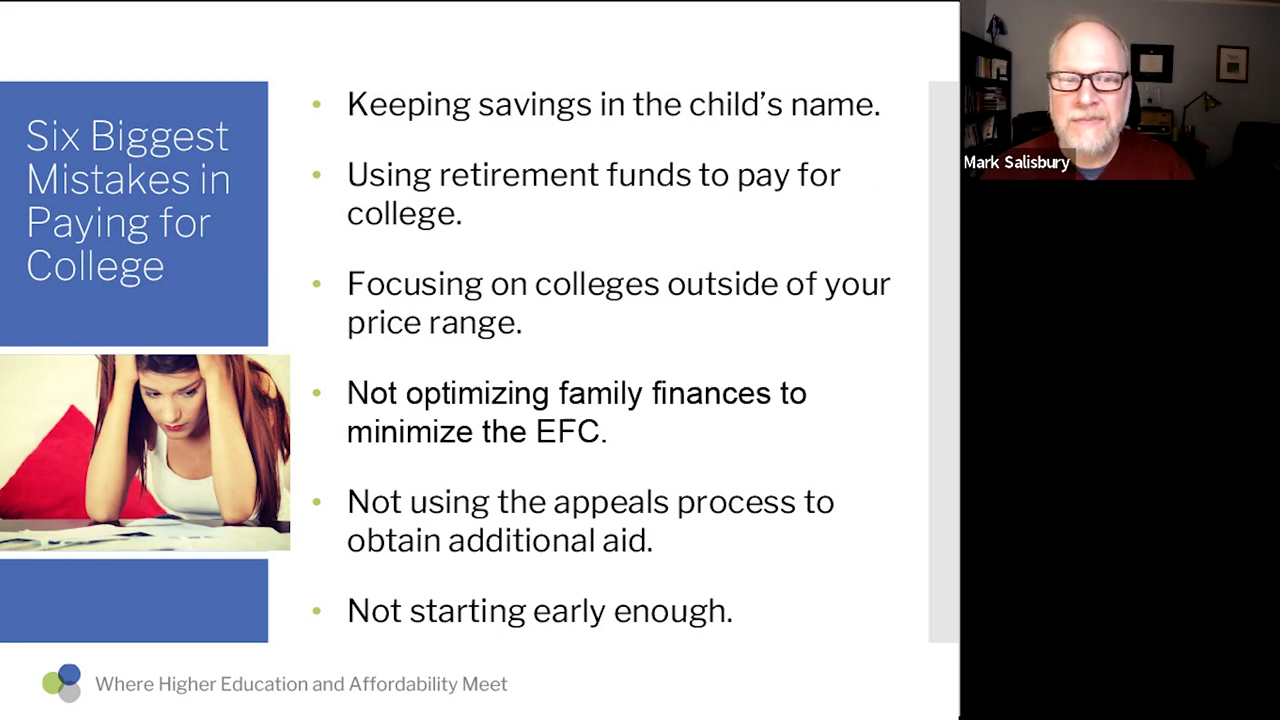 Six Biggest
Mistakes in
Paying for
College
• Keeping savings in the child’s name.
• Using retirement funds to pay for
college.
• Focusing on colleges outside of your
price range.
• Not optimizing family finances to
minimize the EFC.
• Not using the appeals process to
obtain additional aid.
• Not starting early enough.
Where Higher Education and Affordability Meet
Mark Salisbury